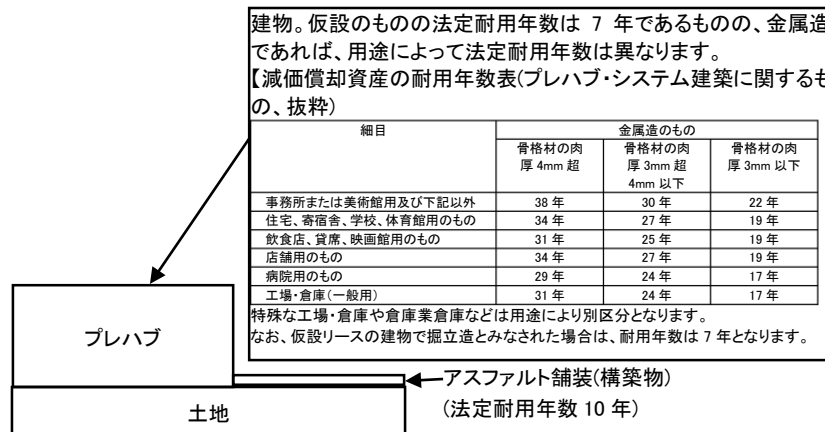 建物。仮設のものの法定耐用年数は 7 年であるものの、金属造
であれば、用途によって法定耐用年数は異なります。
【減価償却資産の耐用年数表(プレハブ・システム建築に関するも
の、抜粋)
細目 金属造のもの
骨格材の肉厚 4mm 超 骨格材の肉厚 3mm 超 4mm 以下 骨格材の肉厚 3mm 以下
事務所または美術館用及び下記以外 38 年 30 年 22 年
住宅、寄宿舎、学校、体育館用のもの 34 年 27 年 19 年
飲食店、貸席、映画館用のもの 31 年 25 年 19 年
店舗用のもの 34 年 27 年 19 年
病院用のもの 29 年 24 年 17 年
工場・倉庫(一般用) 31 年 24 年 17 年
特殊な工場・倉庫や倉庫業倉庫などは用途により別区分となります。
なお、仮設リースの建物で掘立造とみなされた場合は、耐用年数は 7 年となります。
プレハブ
アスファルト舗装(構築物)
(法定耐用年数 10 年)
土地